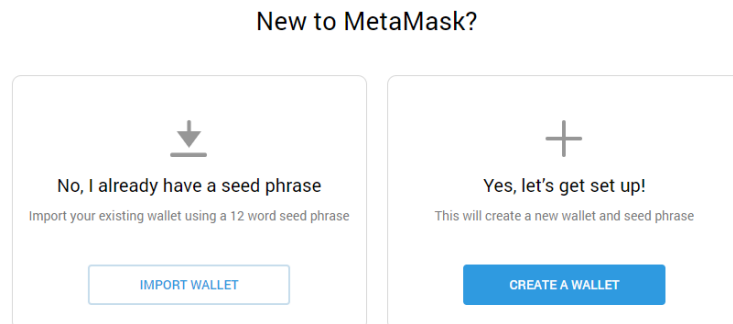 New to MetaMask?
No, I already have a seed phrase
Import your existing wallet using a 12 word seed phrase
IMPORT WALLET
Yes, let’s get set up!
This will create a new wallet and seed phrase
CREATE A WALLET